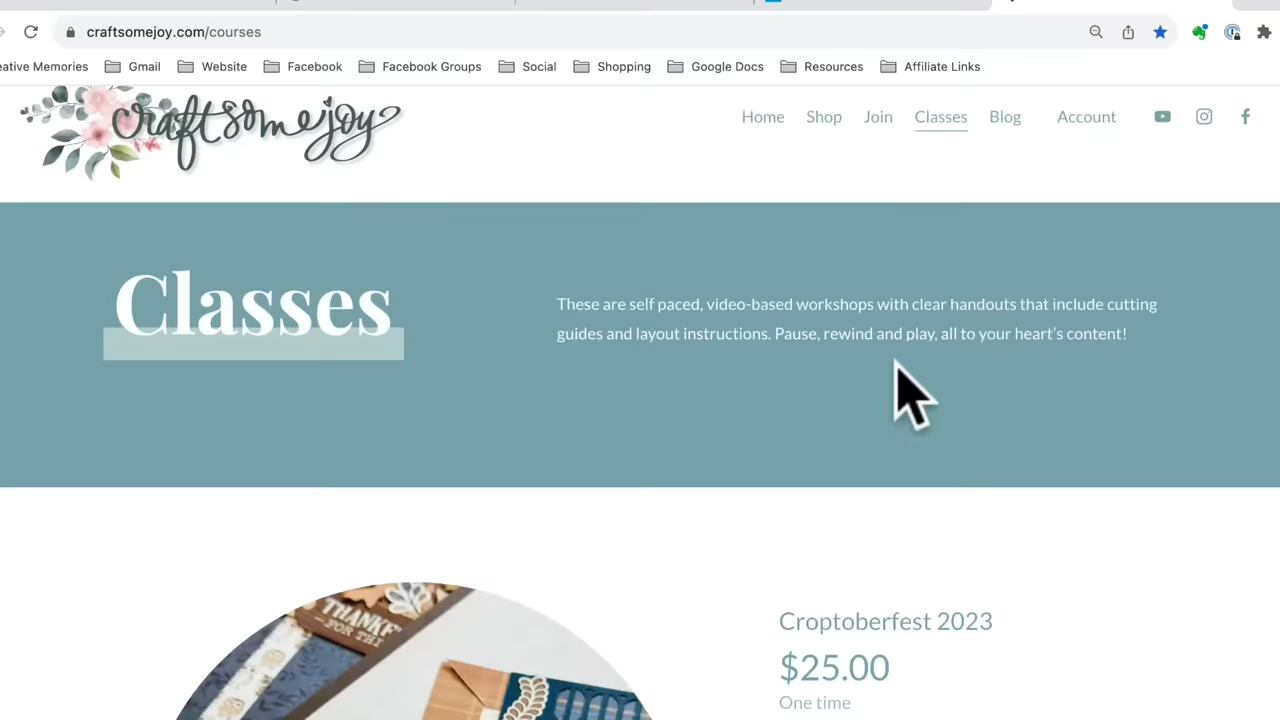 craftsomejoy.com/courses
eative Memories Gmail Website Facebook Facebook Groups Social Shopping Google Docs Resources Affiliate Links
craftsomejoy
Home Shop Join Classes Blog Account
Classes
These are self paced, video-based workshops with clear handouts that include cutting
guides and layout instructions. Pause, rewind and play, all to your heart’s content!
THANKF
FOR THI
Croptoberfest 2023
$25.00
One time